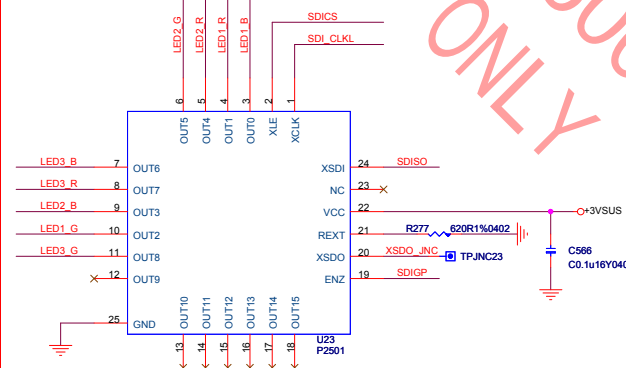 SDICS
SDI_CLKL
LED2_G
LED2_R
LED1_R
LED1_B
ONLY
6
5
4
3
2
1
OUT5
OUT4
OUT1
OUT0
XLE
XCLK
LED3_B 7 OUT6
XSDI 24 SDISO
LED3_R 8 OUT7
NC 23
LED2_B 9 OUT3
VCC 22 +3VSUS
LED1_G 10 OUT2
REXT 21 R277 620R1%0402
LED3_G 11 OUT8
XSDO 20 XSDO_JNC TPJNC23
C566
C0.1u16Y040
12 OUT9
ENZ 19 SDIGP
25 GND
OUT10
OUT11
OUT12
OUT13
OUT14
OUT15
U23
P2501
13
14
15
16
17
18